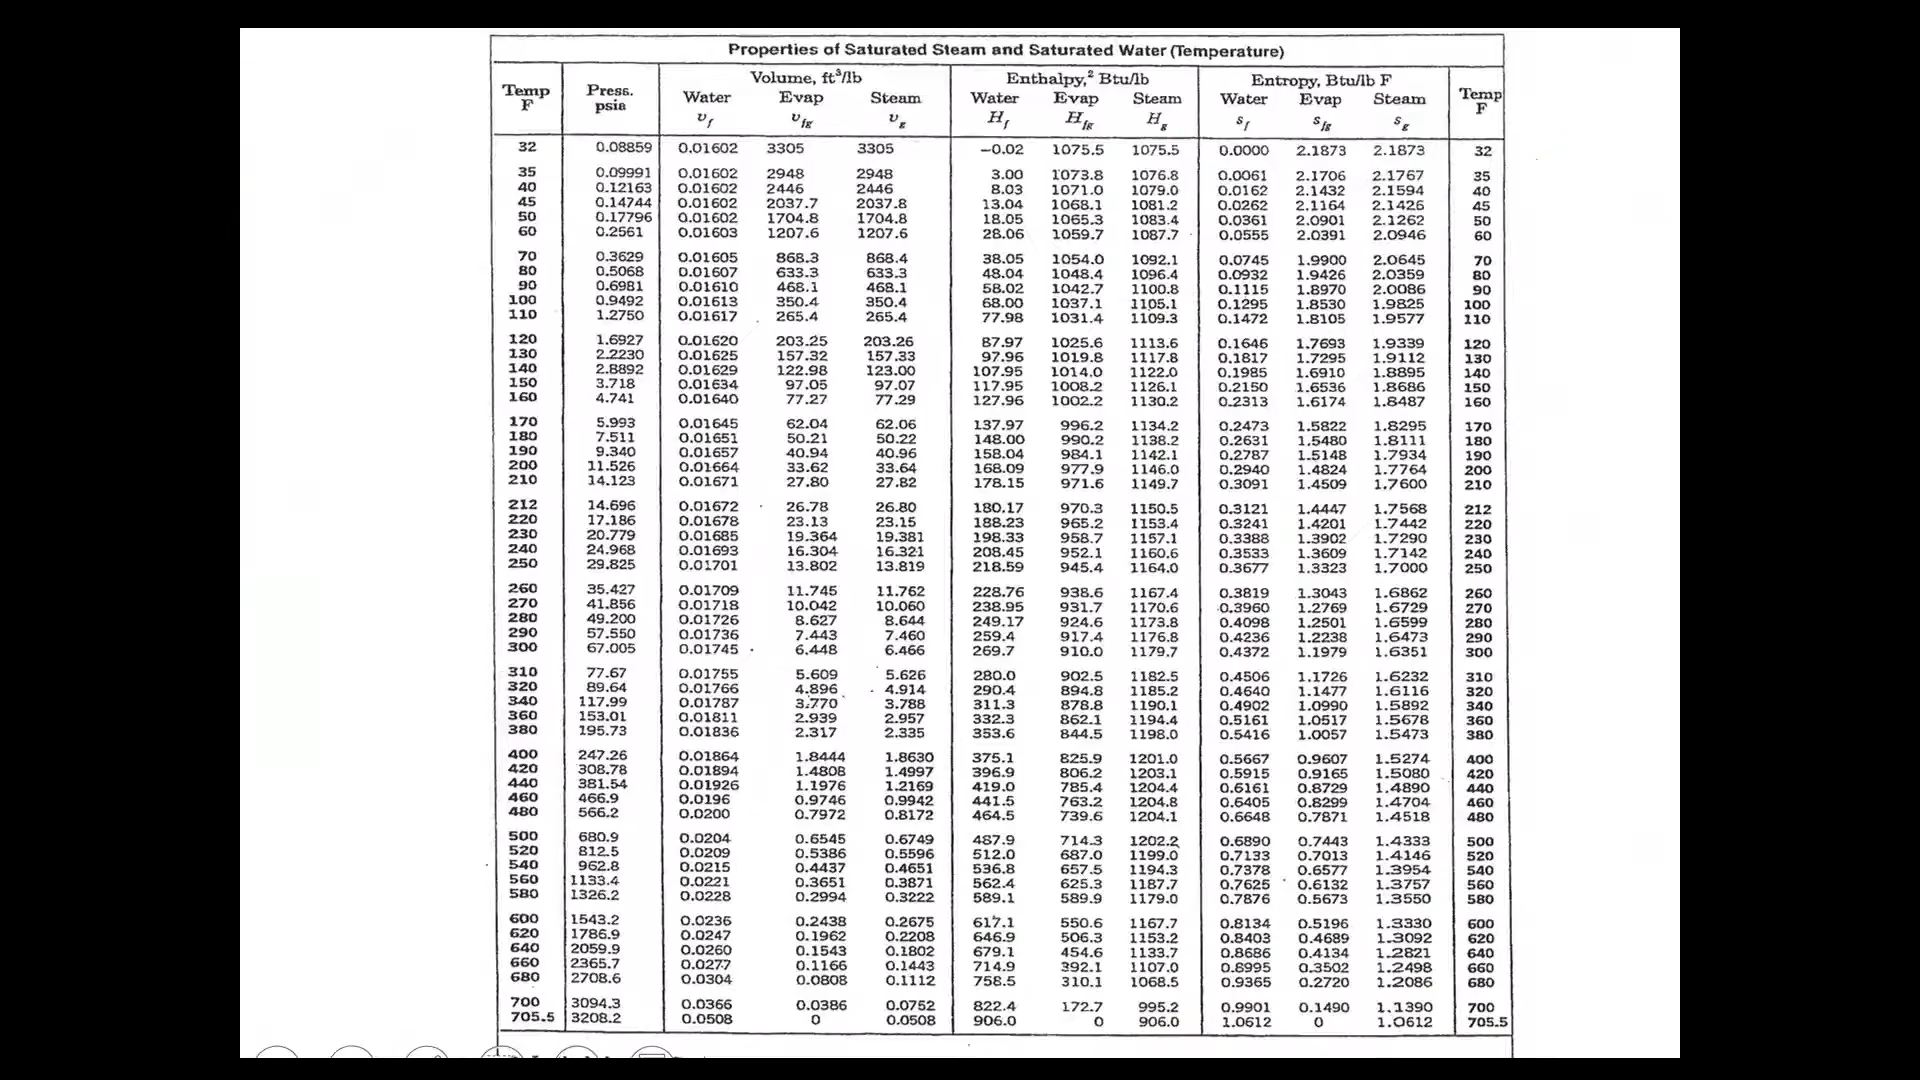 Properties of Saturated Steam and Saturated Water (Temperature)
Temp F Press. psia Volume, ft³/lb Enthalpy,² Btu/lb Entropy, Btu/lb F Temp F
Water Evap Steam Water Evap Steam Water Evap Steam
v_f v_fg v_g H_f H_fg H_g s_f s_fg s_g
32 0.08859 0.01602 3305 3305 −0.02 1075.5 1075.5 0.0000 2.1873 2.1873 32
35 0.09991 0.01602 2948 2948 3.00 1073.8 1076.8 0.0061 2.1706 2.1767 35
40 0.12163 0.01602 2446 2446 8.03 1071.0 1079.0 0.0162 2.1432 2.1594 40
45 0.14744 0.01602 2037.7 2037.8 13.04 1068.1 1081.2 0.0262 2.1164 2.1426 45
50 0.17796 0.01602 1704.8 1704.8 18.05 1065.3 1083.4 0.0361 2.0901 2.1262 50
60 0.2561 0.01603 1207.6 1207.6 28.06 1059.7 1087.7 0.0555 2.0391 2.0946 60
70 0.3629 0.01605 868.3 868.4 38.05 1054.0 1092.1 0.0745 1.9900 2.0645 70
80 0.5068 0.01607 633.3 633.3 48.04 1048.4 1096.4 0.0932 1.9426 2.0359 80
90 0.6981 0.01610 468.1 468.1 58.02 1042.7 1100.8 0.1115 1.8970 2.0086 90
100 0.9492 0.01613 350.4 350.4 68.00 1037.1 1105.1 0.1295 1.8530 1.9825 100
110 1.2750 0.01617 265.4 265.4 77.98 1031.4 1109.3 0.1472 1.8105 1.9577 110
120 1.6927 0.01620 203.25 203.26 87.97 1025.6 1113.6 0.1646 1.7693 1.9339 120
130 2.2230 0.01625 157.32 157.33 97.96 1019.8 1117.8 0.1817 1.7295 1.9112 130
140 2.8892 0.01629 122.98 123.00 107.95 1014.0 1122.0 0.1985 1.6910 1.8895 140
150 3.718 0.01634 97.05 97.07 117.95 1008.2 1126.1 0.2150 1.6536 1.8686 150
160 4.741 0.01640 77.27 77.29 127.96 1002.2 1130.2 0.2313 1.6174 1.8487 160
170 5.993 0.01645 62.04 62.06 137.97 996.2 1134.2 0.2473 1.5822 1.8295 170
180 7.511 0.01651 50.21 50.22 148.00 990.2 1138.2 0.2631 1.5480 1.8111 180
190 9.340 0.01657 40.94 40.96 158.04 984.1 1142.1 0.2787 1.5148 1.7934 190
200 11.526 0.01664 33.62 33.64 168.09 977.9 1146.0 0.2940 1.4824 1.7764 200
210 14.123 0.01671 27.80 27.82 178.15 971.6 1149.7 0.3091 1.4509 1.7600 210
212 14.696 0.01672 26.78 26.80 180.17 970.3 1150.5 0.3121 1.4447 1.7568 212
220 17.186 0.01678 23.13 23.15 188.23 965.2 1153.4 0.3241 1.4201 1.7442 220
230 20.779 0.01685 19.364 19.381 198.33 958.7 1157.1 0.3388 1.3902 1.7290 230
240 24.968 0.01693 16.304 16.321 208.45 952.1 1160.6 0.3533 1.3609 1.7142 240
250 29.825 0.01701 13.802 13.819 218.59 945.4 1164.0 0.3677 1.3323 1.7000 250
260 35.427 0.01709 11.745 11.762 228.76 938.6 1167.4 0.3819 1.3043 1.6862 260
270 41.856 0.01718 10.042 10.060 238.95 931.7 1170.6 0.3960 1.2769 1.6729 270
280 49.200 0.01726 8.627 8.644 249.17 924.6 1173.8 0.4098 1.2501 1.6599 280
290 57.550 0.01736 7.443 7.460 259.4 917.4 1176.8 0.4236 1.2238 1.6473 290
300 67.005 0.01745 6.448 6.466 269.7 910.0 1179.7 0.4372 1.1979 1.6351 300
310 77.67 0.01755 5.609 5.626 280.0 902.5 1182.5 0.4506 1.1726 1.6232 310
320 89.64 0.01766 4.896 4.914 290.4 894.8 1185.2 0.4640 1.1477 1.6116 320
340 117.99 0.01787 3.770 3.788 311.3 878.8 1190.1 0.4902 1.0990 1.5892 340
360 153.01 0.01811 2.939 2.957 332.3 862.1 1194.4 0.5161 1.0517 1.5678 360
380 195.73 0.01836 2.317 2.335 353.6 844.5 1198.0 0.5416 1.0057 1.5473 380
400 247.26 0.01864 1.8444 1.8630 375.1 825.9 1201.0 0.5667 0.9607 1.5274 400
420 308.78 0.01894 1.4808 1.4997 396.9 806.2 1203.1 0.5915 0.9165 1.5080 420
440 381.54 0.01926 1.1976 1.2169 419.0 785.4 1204.4 0.6161 0.8729 1.4890 440
460 466.9 0.0196 0.9746 0.9942 441.5 763.2 1204.8 0.6405 0.8299 1.4704 460
480 566.2 0.0200 0.7972 0.8172 464.5 739.6 1204.1 0.6648 0.7871 1.4518 480
500 680.9 0.0204 0.6545 0.6749 487.9 714.3 1202.2 0.6890 0.7443 1.4333 500
520 812.5 0.0209 0.5386 0.5596 512.0 687.0 1199.0 0.7133 0.7013 1.4146 520
540 962.8 0.0215 0.4437 0.4651 536.8 657.5 1194.3 0.7378 0.6577 1.3954 540
560 1133.4 0.0221 0.3651 0.3871 562.4 625.3 1187.7 0.7625 0.6132 1.3757 560
580 1326.2 0.0228 0.2994 0.3222 589.1 589.9 1179.0 0.7876 0.5673 1.3550 580
600 1543.2 0.0236 0.2438 0.2675 617.1 550.6 1167.7 0.8134 0.5196 1.3330 600
620 1786.9 0.0247 0.1962 0.2208 646.9 506.3 1153.2 0.8403 0.4689 1.3092 620
640 2059.9 0.0260 0.1543 0.1802 679.1 454.6 1133.7 0.8686 0.4134 1.2821 640
660 2365.7 0.0277 0.1166 0.1443 714.9 392.1 1107.0 0.8995 0.3502 1.2498 660
680 2708.6 0.0304 0.0808 0.1112 758.5 310.1 1068.5 0.9365 0.2720 1.2086 680
700 3094.3 0.0366 0.0386 0.0752 822.4 172.7 995.2 0.9901 0.1490 1.1390 700
705.5 3208.2 0.0508 0 0.0508 906.0 0 906.0 1.0612 0 1.0612 705.5